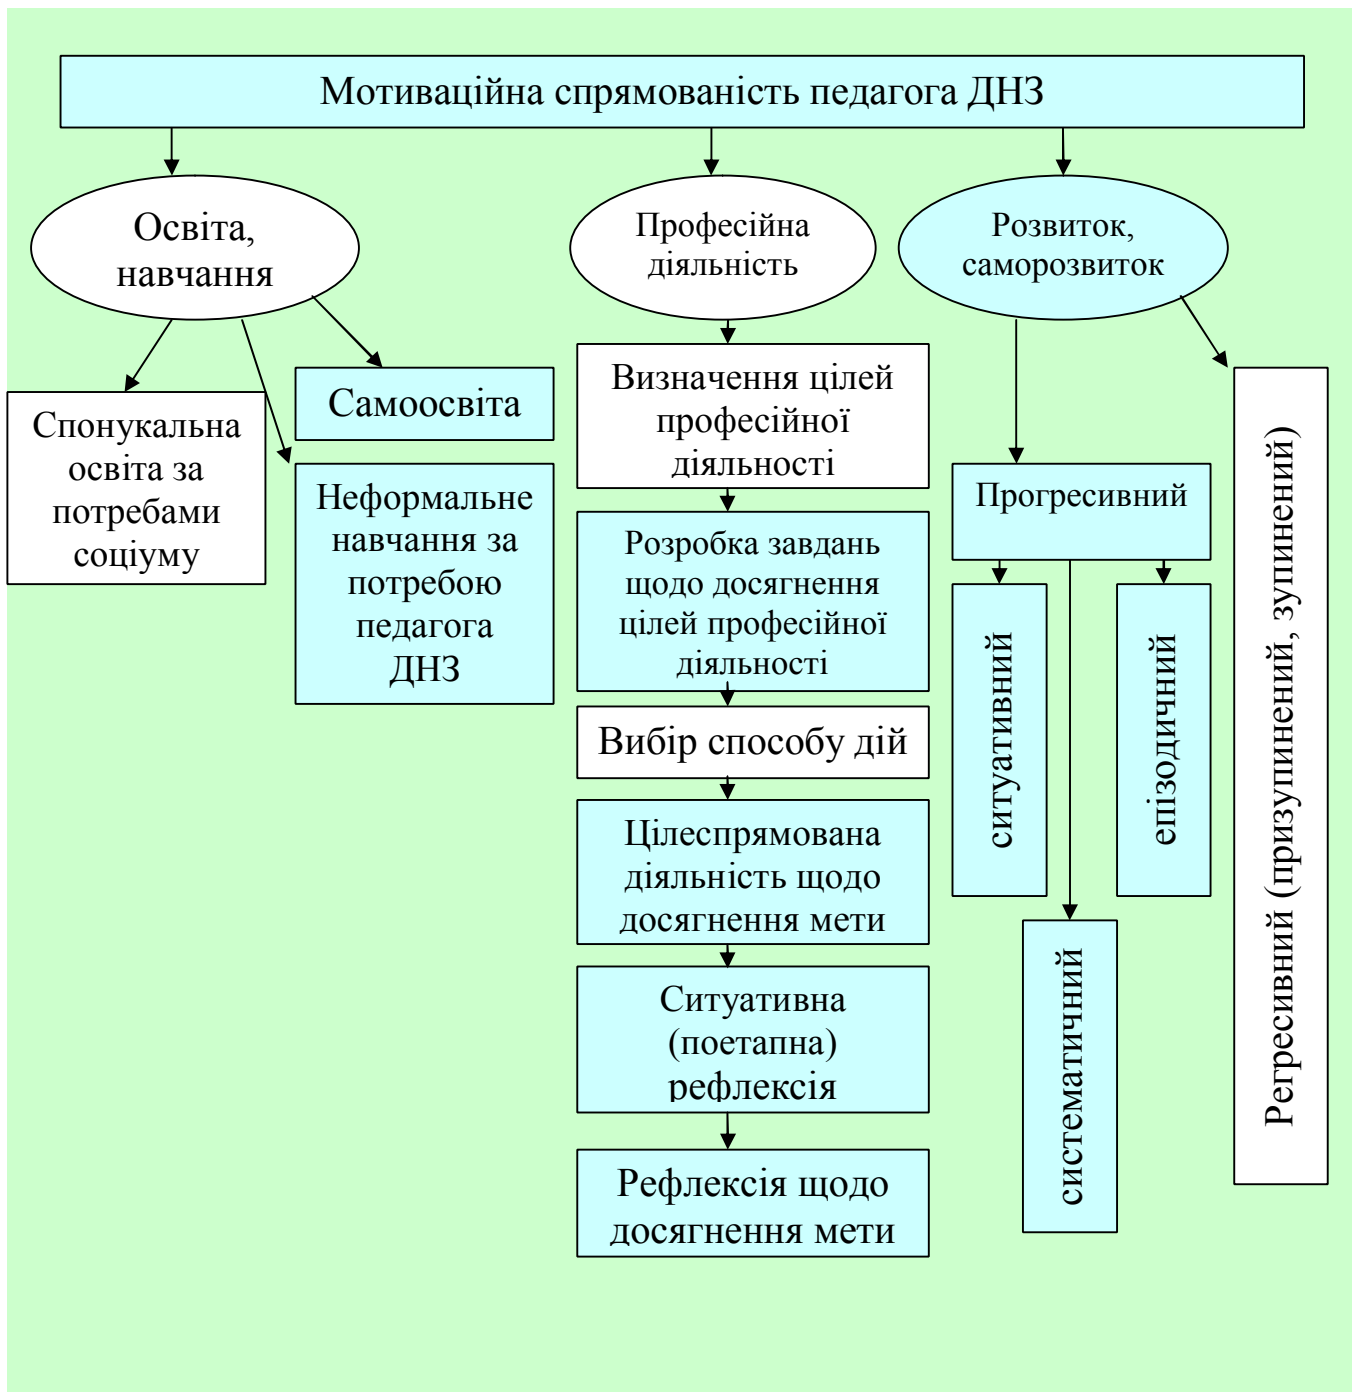 Мотиваційна спрямованість педагога ДНЗ
Освіта,
навчання
Професійна
діяльність
Розвиток,
саморозвиток
Спонукальна
освіта за
потребами
соціуму
Самоосвіта
Неформальне
навчання за
потребою
педагога
ДНЗ
Визначення цілей
професійної
діяльності
Розробка завдань
щодо досягнення
цілей професійної
діяльності
Вибір способу дій
Цілеспрямована
діяльність щодо
досягнення мети
Ситуативна
(поетапна)
рефлексія
Рефлексія щодо
досягнення мети
Прогресивний
ситуативний
систематичний
епізодичний
Регресивний (призупинений, зупинений)